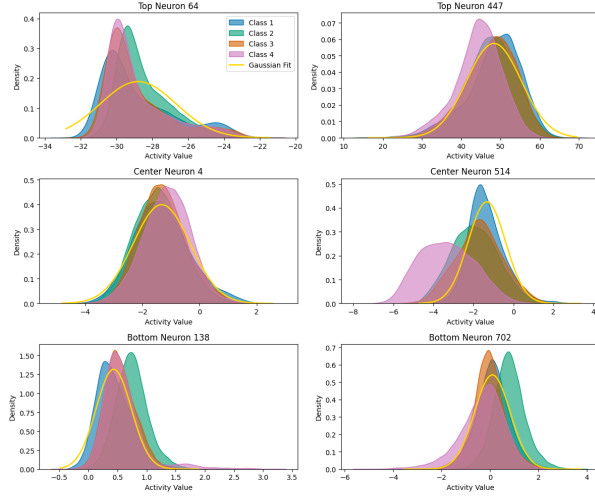 Top Neuron 64
Density
0.4
0.3
0.2
0.1
0.0
−34 −32 −30 −28 −26 −24 −22 −20
Activity Value
Class 1
Class 2
Class 3
Class 4
Gaussian Fit
Top Neuron 447
Density
0.07
0.06
0.05
0.04
0.03
0.02
0.01
0.00
10 20 30 40 50 60 70
Activity Value
Center Neuron 4
Density
0.5
0.4
0.3
0.2
0.1
0.0
−4 −2 0 2
Activity Value
Center Neuron 514
Density
0.5
0.4
0.3
0.2
0.1
0.0
−8 −6 −4 −2 0 2 4
Activity Value
Bottom Neuron 138
Density
1.50
1.25
1.00
0.75
0.50
0.25
0.00
−0.5 0.0 0.5 1.0 1.5 2.0 2.5 3.0 3.5
Activity Value
Bottom Neuron 702
Density
0.7
0.6
0.5
0.4
0.3
0.2
0.1
0.0
−6 −4 −2 0 2 4
Activity Value